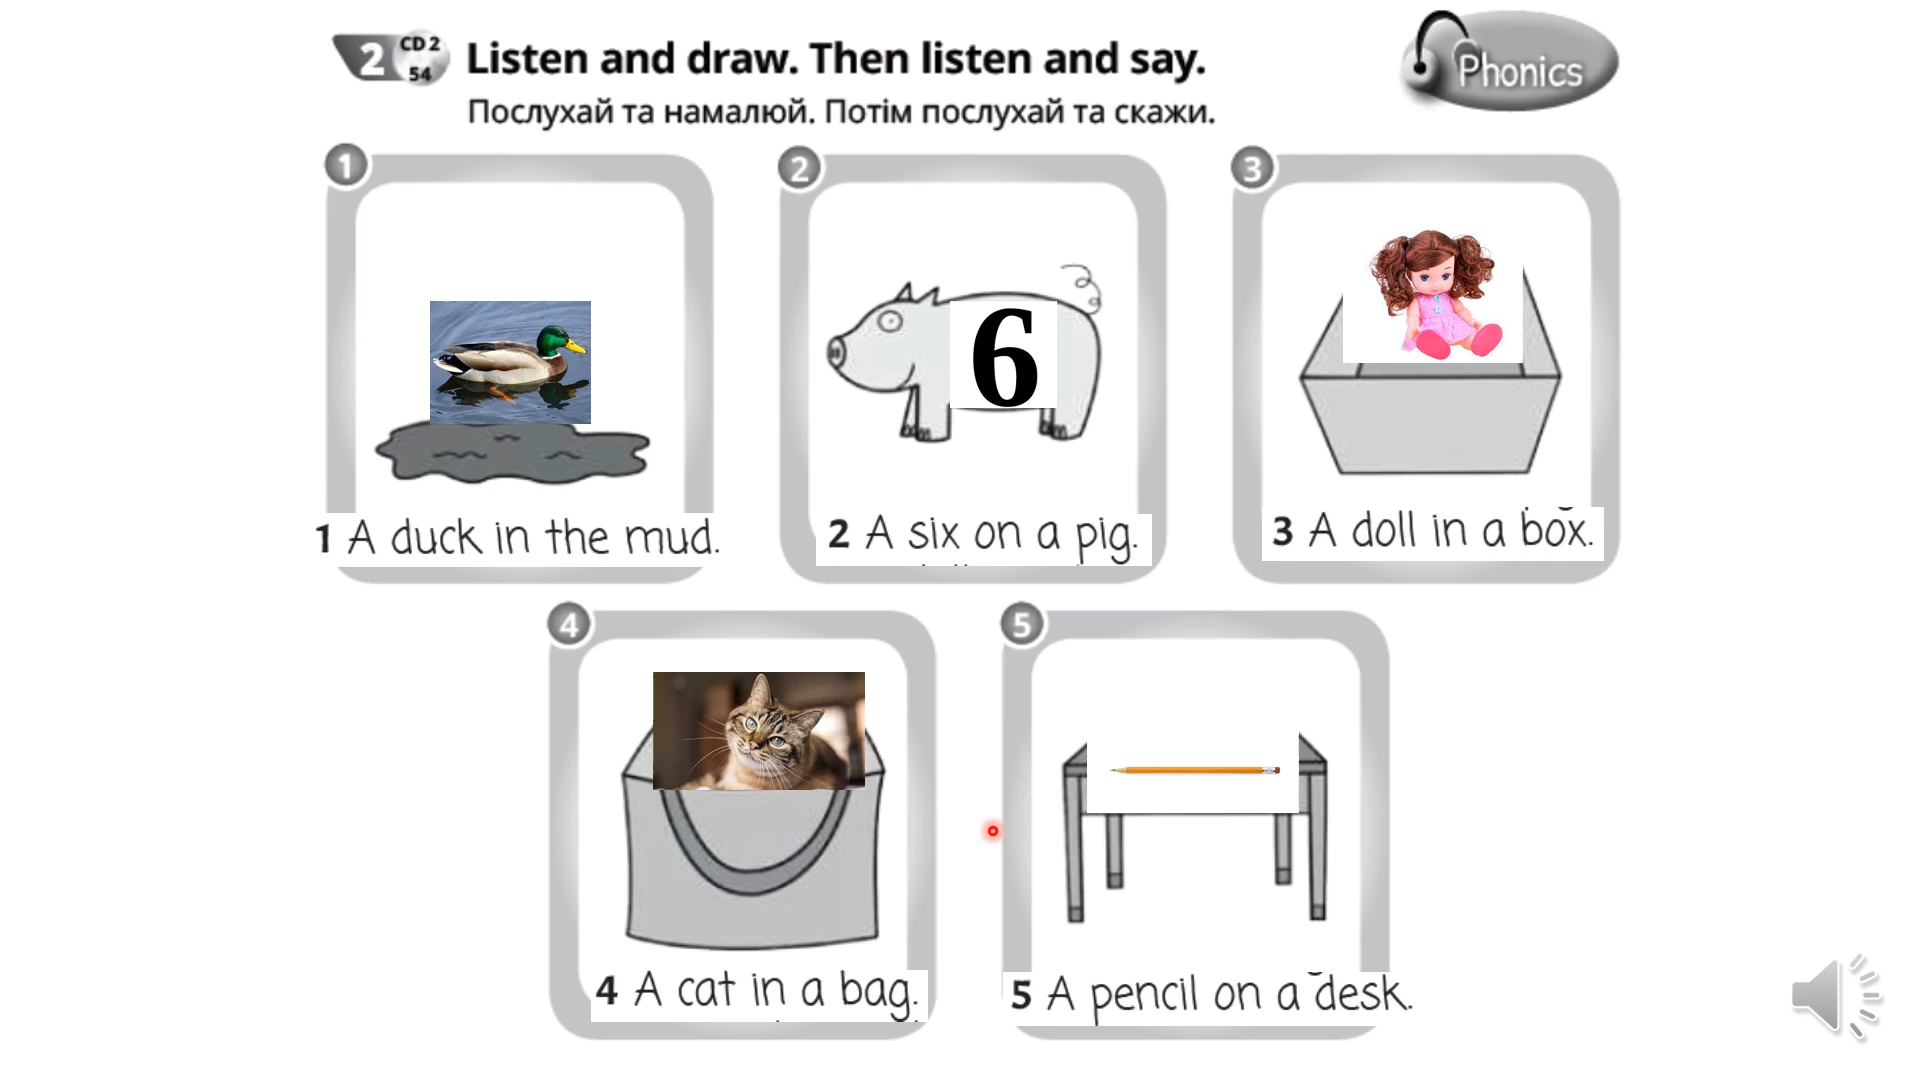 2 CD 2 54 Listen and draw. Then listen and say.
Послухай та намалюй. Потім послухай та скажи.
Phonics
1
2
3
6
1 A duck in the mud.
2 A six on a pig.
3 A doll in a box.
4
5
4 A cat in a bag.
5 A pencil on a desk.